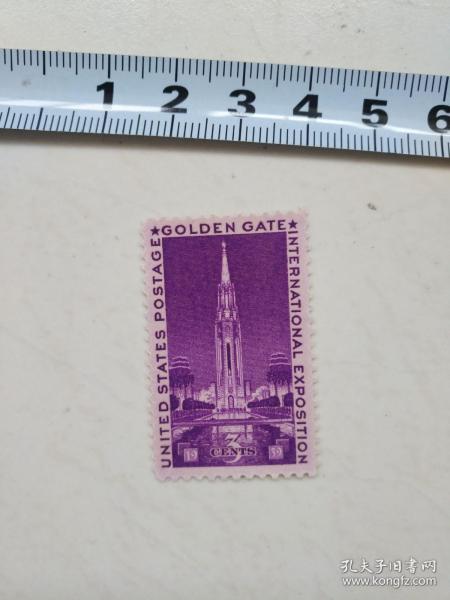 1 2 3 4 5 6
★GOLDEN GATE★
UNITED STATES POSTAGE
INTERNATIONAL EXPOSITION
19 3 39
CENTS
孔夫子旧书网
www.kongfz.com